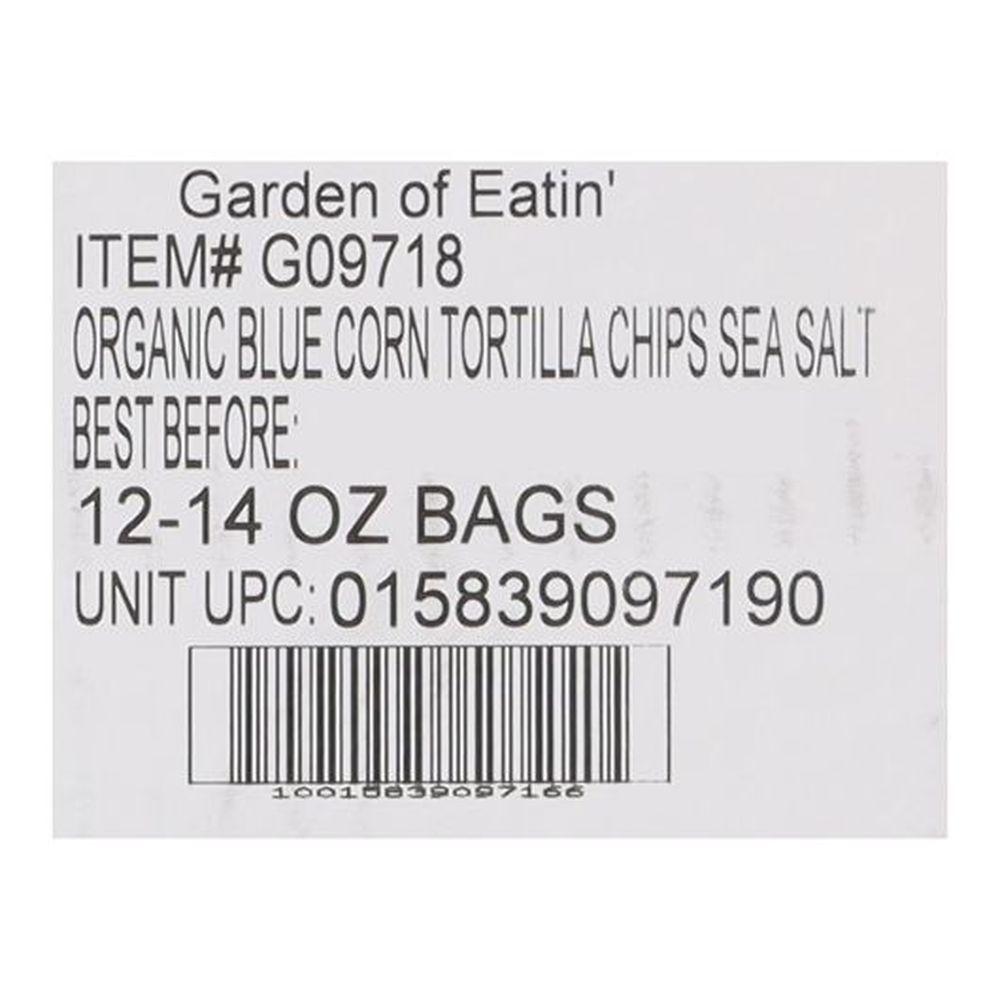 Garden of Eatin'
ITEM# G09718
ORGANIC BLUE CORN TORTILLA CHIPS SEA SALT
BEST BEFORE:
12-14 OZ BAGS
UNIT UPC: 015839097190
10015839097166